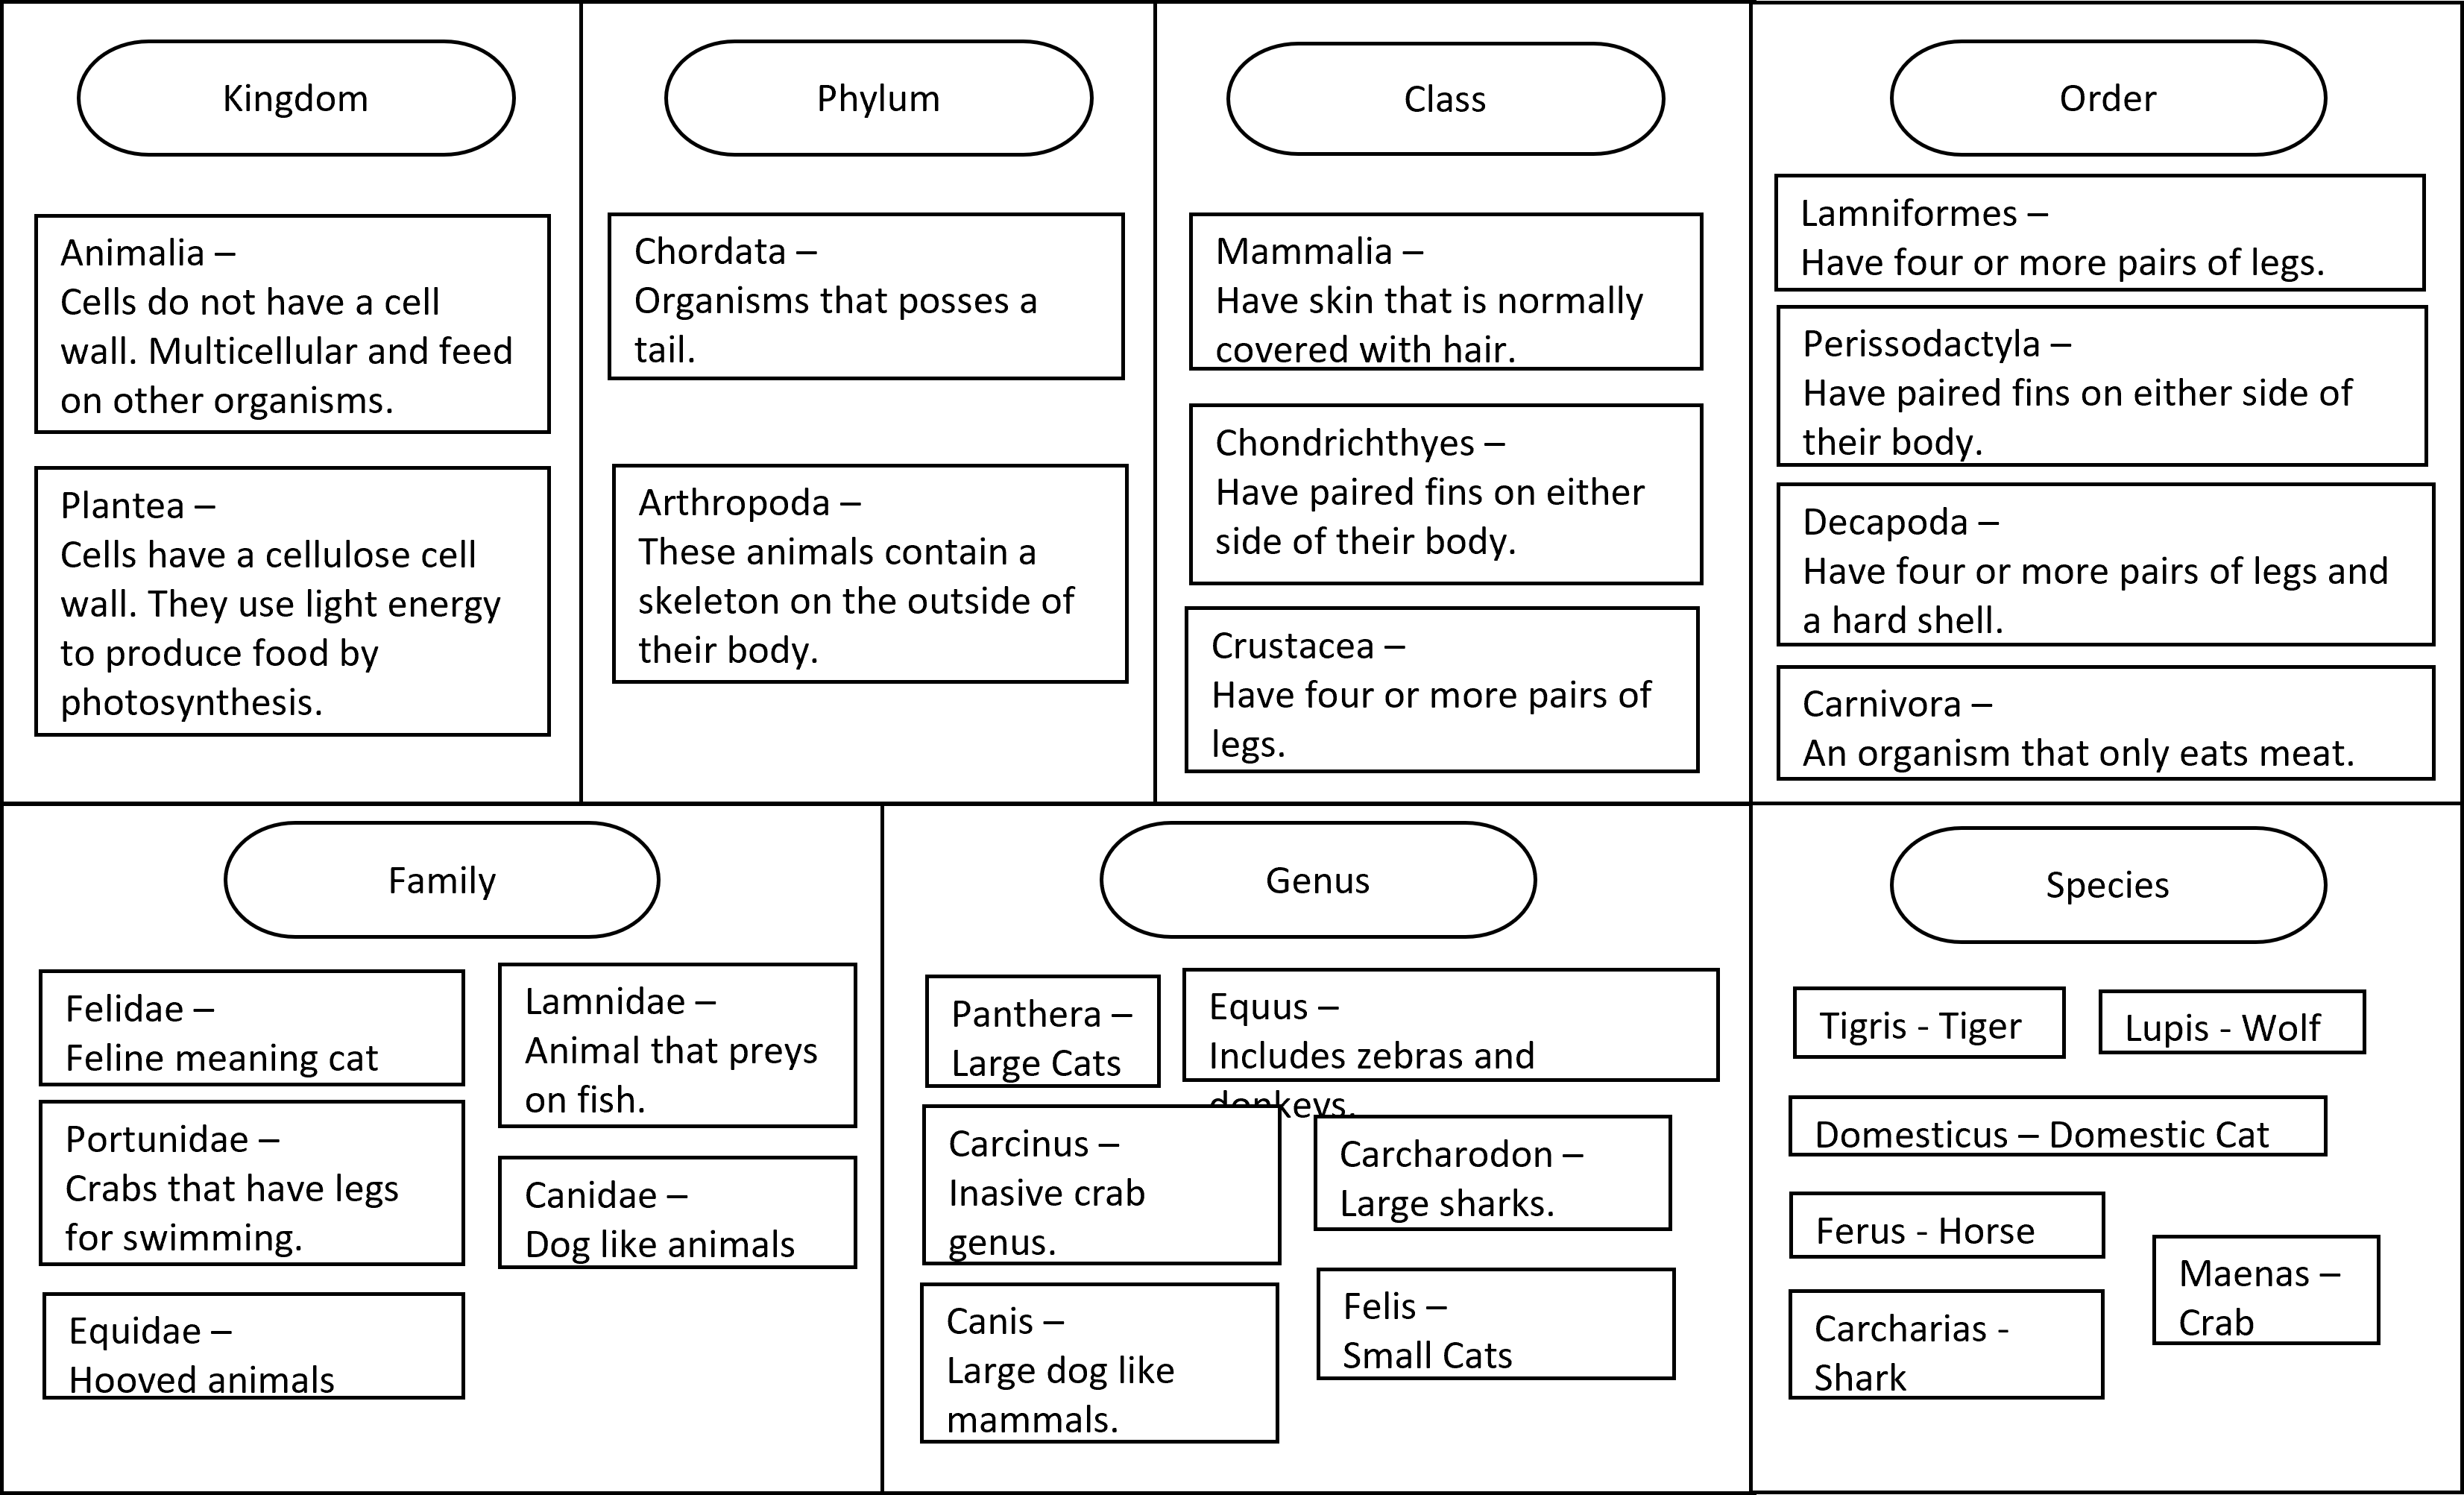 Kingdom
Animalia –
Cells do not have a cell
wall. Multicellular and feed
on other organisms.
Plantea –
Cells have a cellulose cell
wall. They use light energy
to produce food by
photosynthesis.
Phylum
Chordata –
Organisms that posses a
tail.
Arthropoda –
These animals contain a
skeleton on the outside of
their body.
Class
Mammalia –
Have skin that is normally
covered with hair.
Chondrichthyes –
Have paired fins on either
side of their body.
Crustacea –
Have four or more pairs of
legs.
Order
Lamniformes –
Have four or more pairs of legs.
Perissodactyla –
Have paired fins on either side of
their body.
Decapoda –
Have four or more pairs of legs and
a hard shell.
Carnivora –
An organism that only eats meat.
Family
Felidae –
Feline meaning cat
Portunidae –
Crabs that have legs
for swimming.
Equidae –
Hooved animals
Lamnidae –
Animal that preys
on fish.
Canidae –
Dog like animals
Genus
Panthera –
Large Cats
Equus –
Includes zebras and
donkeys.
Carcinus –
Inasive crab
genus.
Carcharodon –
Large sharks.
Canis –
Large dog like
mammals.
Felis –
Small Cats
Species
Tigris - Tiger
Lupis - Wolf
Domesticus – Domestic Cat
Ferus - Horse
Maenas –
Crab
Carcharias -
Shark